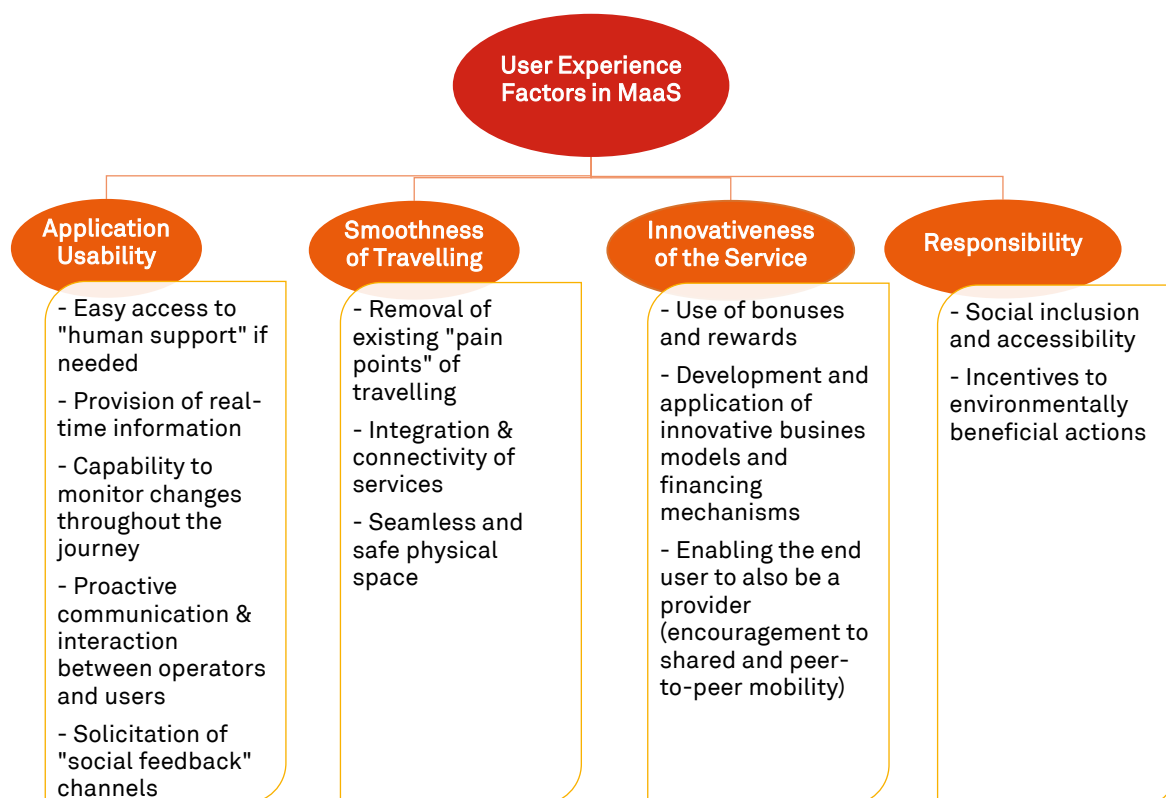 User Experience
Factors in MaaS
Application
Usability
- Easy access to
"human support" if
needed
- Provision of real-
time information
- Capability to
monitor changes
throughout the
journey
- Proactive
communication &
interaction
between operators
and users
- Solicitation of
"social feedback"
channels
Smoothness
of Travelling
- Removal of
existing "pain
points" of
travelling
- Integration &
connectivity of
services
- Seamless and
safe physical
space
Innovativeness
of the Service
- Use of bonuses
and rewards
- Development and
application of
innovative busines
models and
financing
mechanisms
- Enabling the end
user to also be a
provider
(encouragement to
shared and peer-
to-peer mobility)
Responsibility
- Social inclusion
and accessibility
- Incentives to
environmentally
beneficial actions